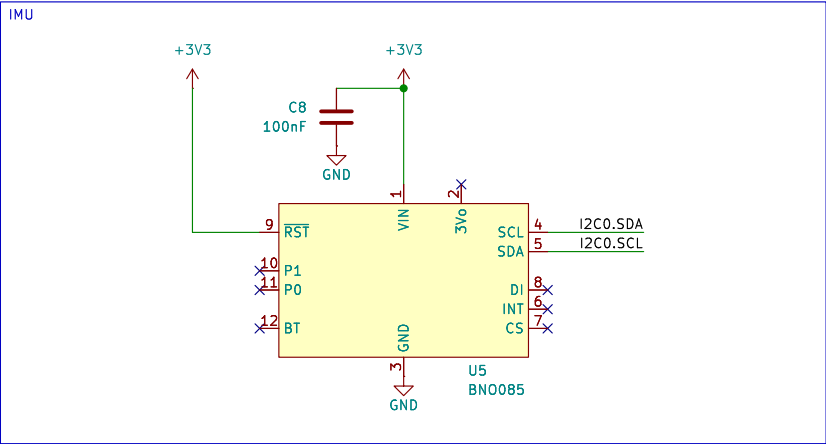 IMU
+3V3
+3V3
C8
100nF
GND
1
VIN
2
3Vo
9
RST
10
P1
11
P0
12
BT
4
SCL
I2C0.SDA
5
SDA
I2C0.SCL
8
DI
6
INT
7
CS
GND
3
U5
BNO085
GND